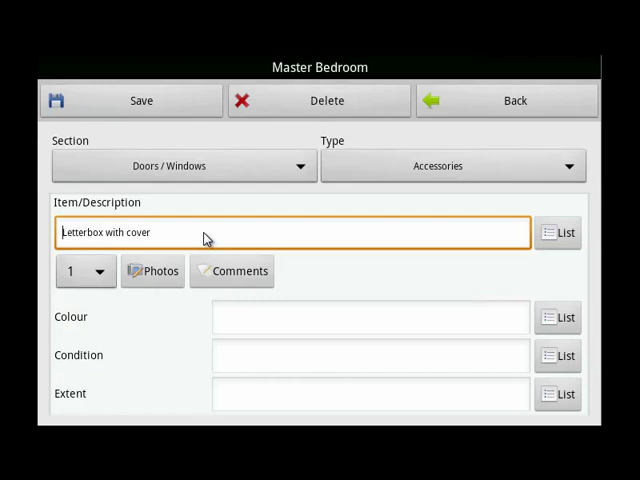 Master Bedroom
Save Delete Back
Section Type
Doors / Windows Accessories
Item/Description
Letterbox with cover List
1 Photos Comments
Colour List
Condition List
Extent List